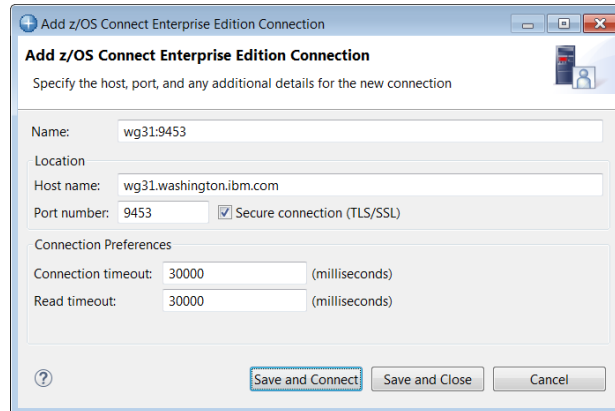 Add z/OS Connect Enterprise Edition Connection
Add z/OS Connect Enterprise Edition Connection
Specify the host, port, and any additional details for the new connection
Name: wg31:9453
Location
Host name: wg31.washington.ibm.com
Port number: 9453 Secure connection (TLS/SSL)
Connection Preferences
Connection timeout: 30000 (milliseconds)
Read timeout: 30000 (milliseconds)
? Save and Connect Save and Close Cancel